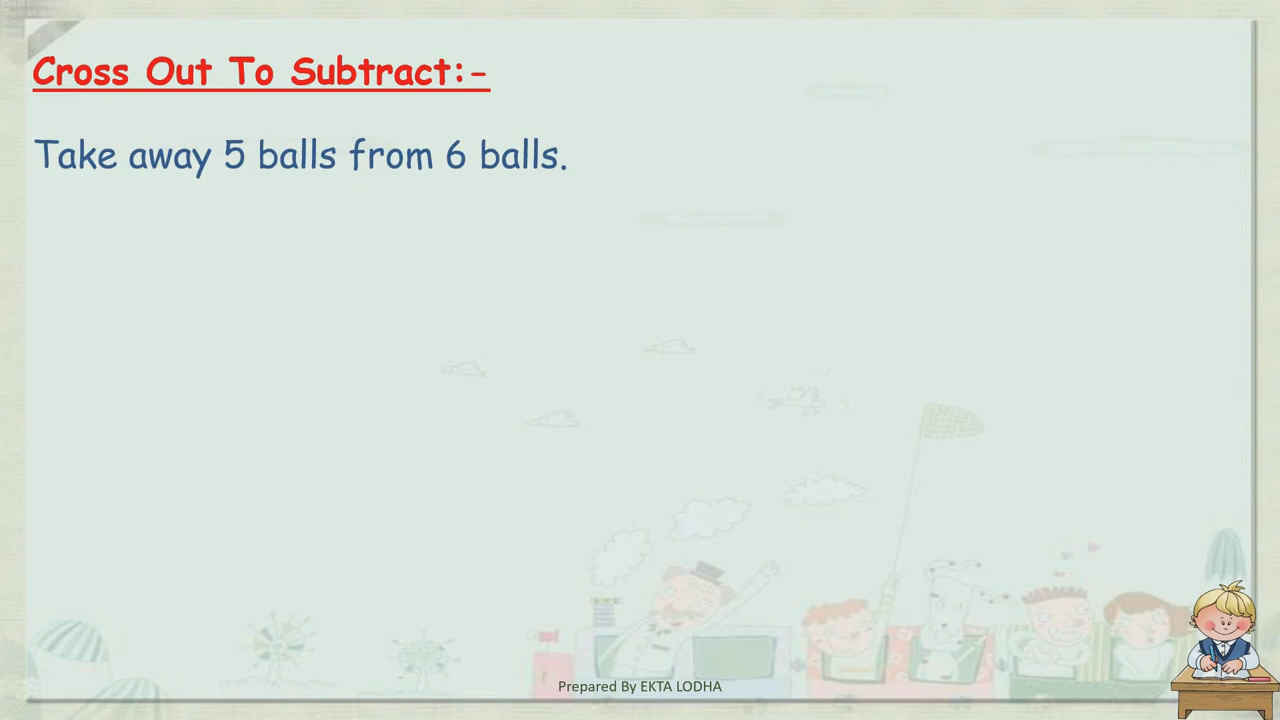 Cross Out To Subtract:-
Take away 5 balls from 6 balls.
Prepared By EKTA LODHA